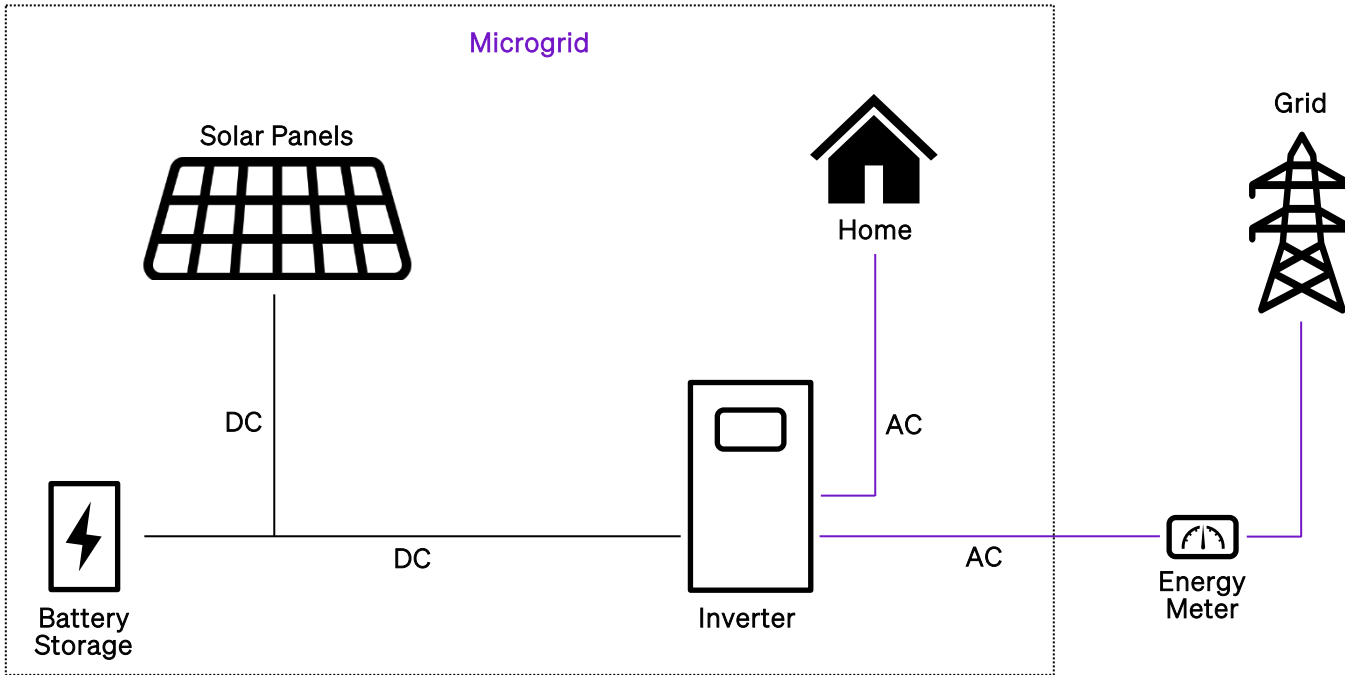 Microgrid
Grid
Solar Panels
Home
DC
AC
DC
AC
Energy
Meter
Battery
Storage
Inverter